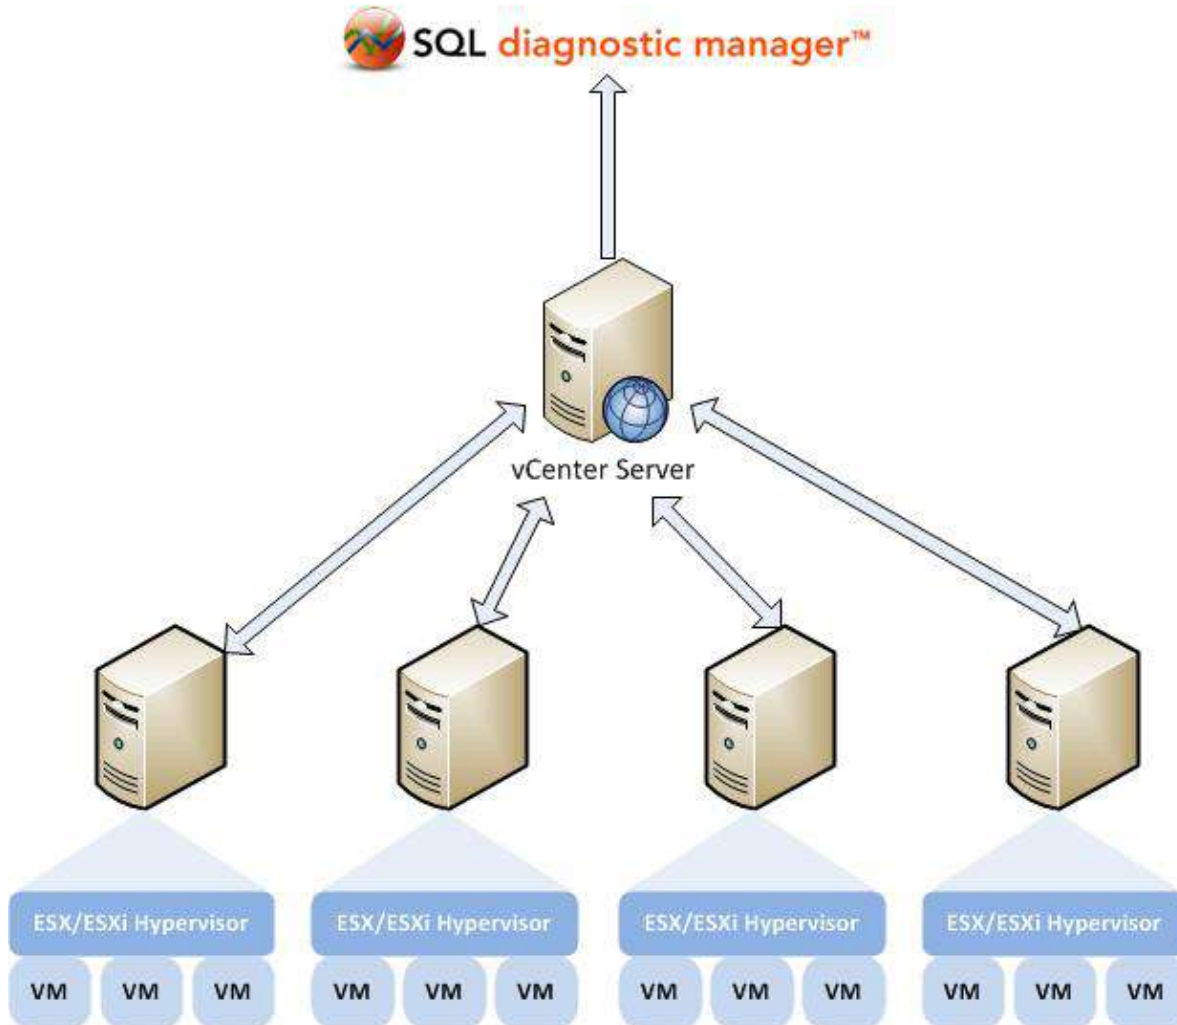 SQL diagnostic manager™
vCenter Server
ESX/ESXi Hypervisor ESX/ESXi Hypervisor ESX/ESXi Hypervisor ESX/ESXi Hypervisor
VM VM VM VM VM VM VM VM VM VM VM VM